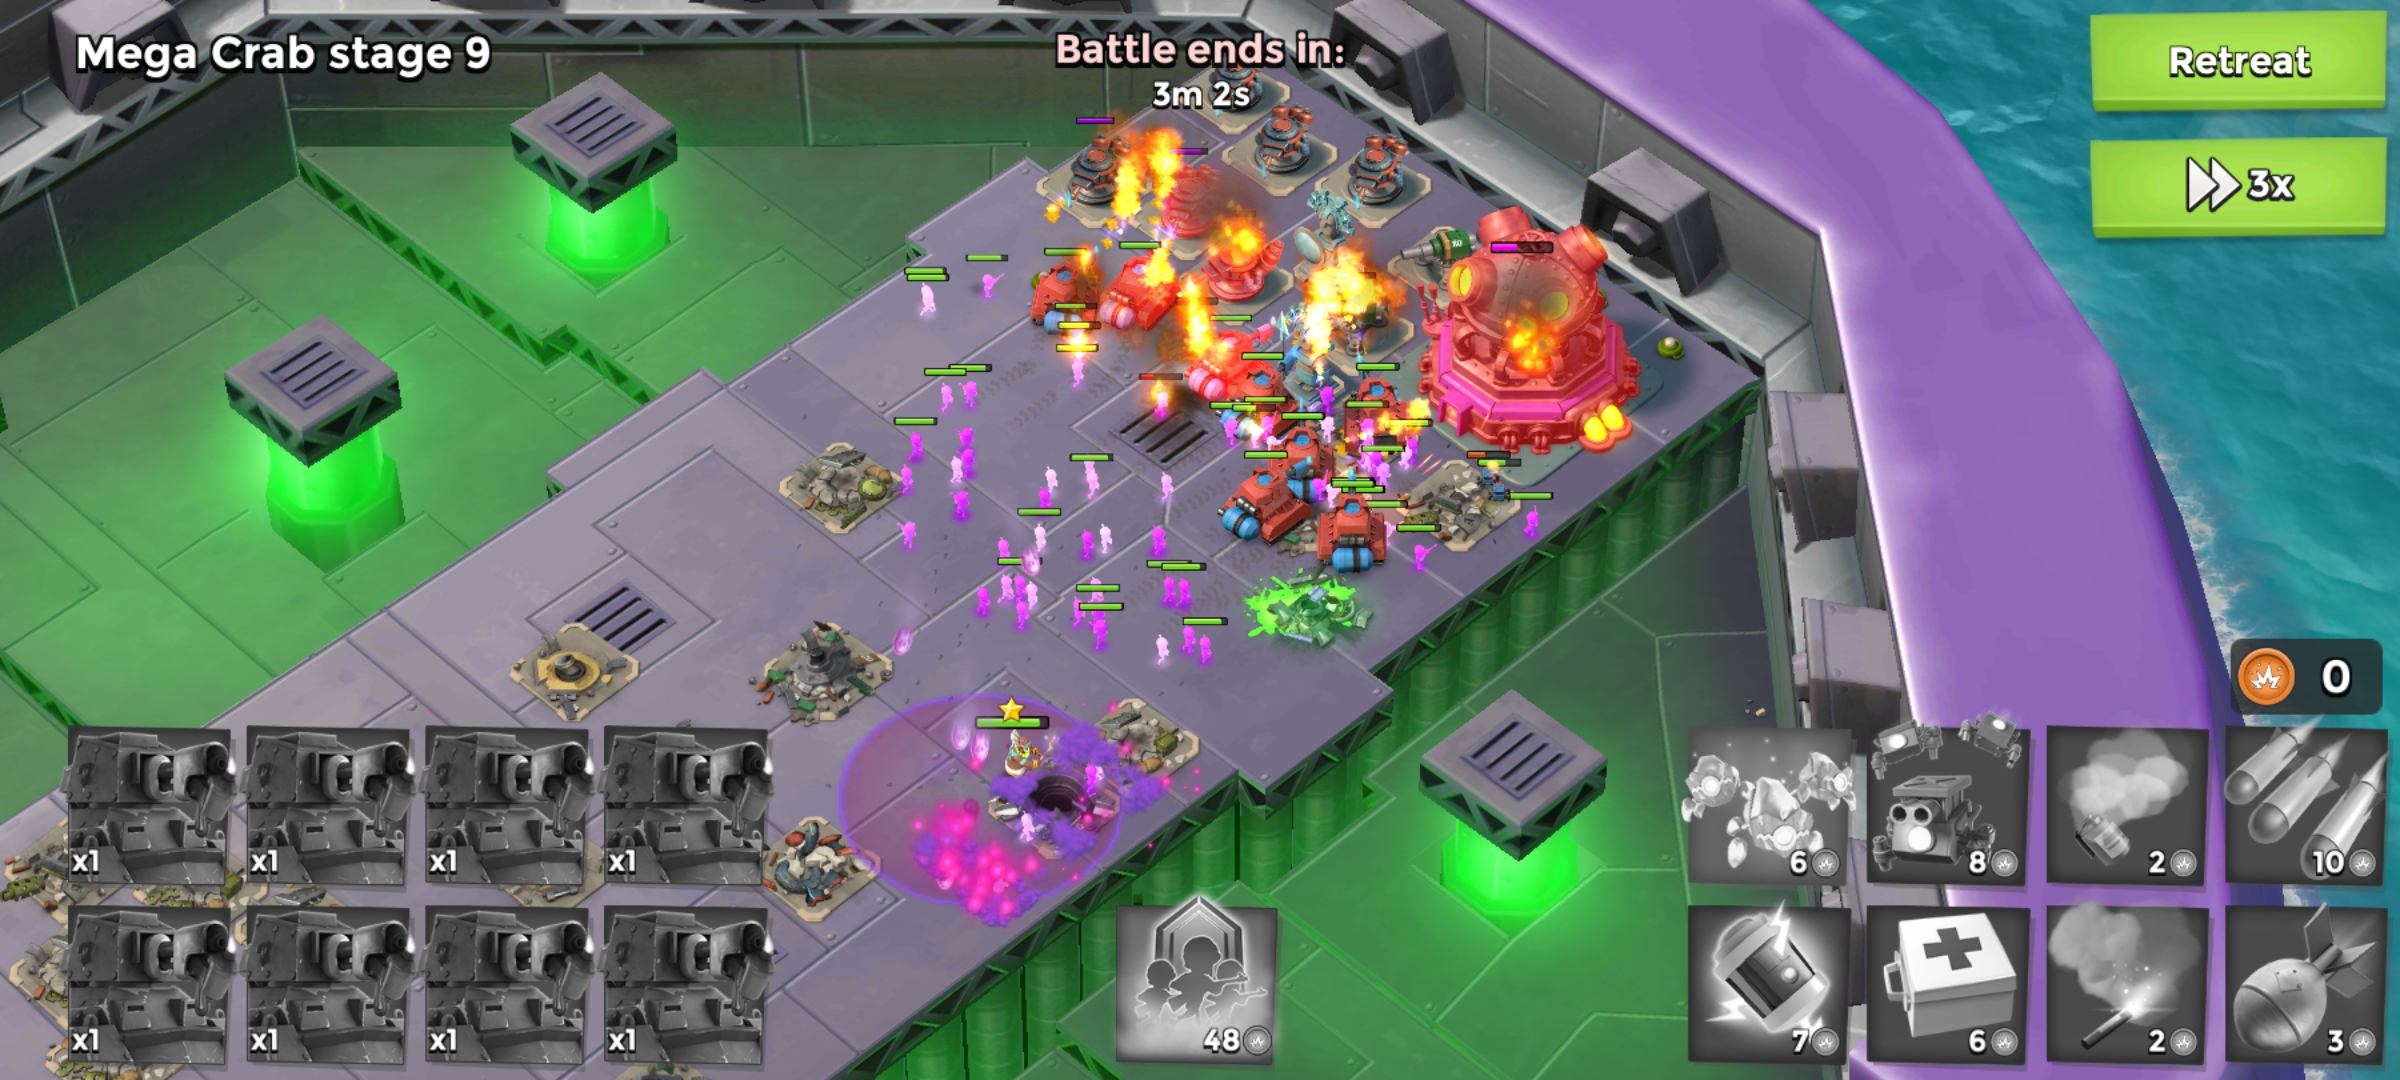 Mega Crab stage 9
Battle ends in:
3m 2s
Retreat
3x
0
x1
x1
x1
x1
6
8
2
10
x1
x1
x1
x1
48
7
6
2
3